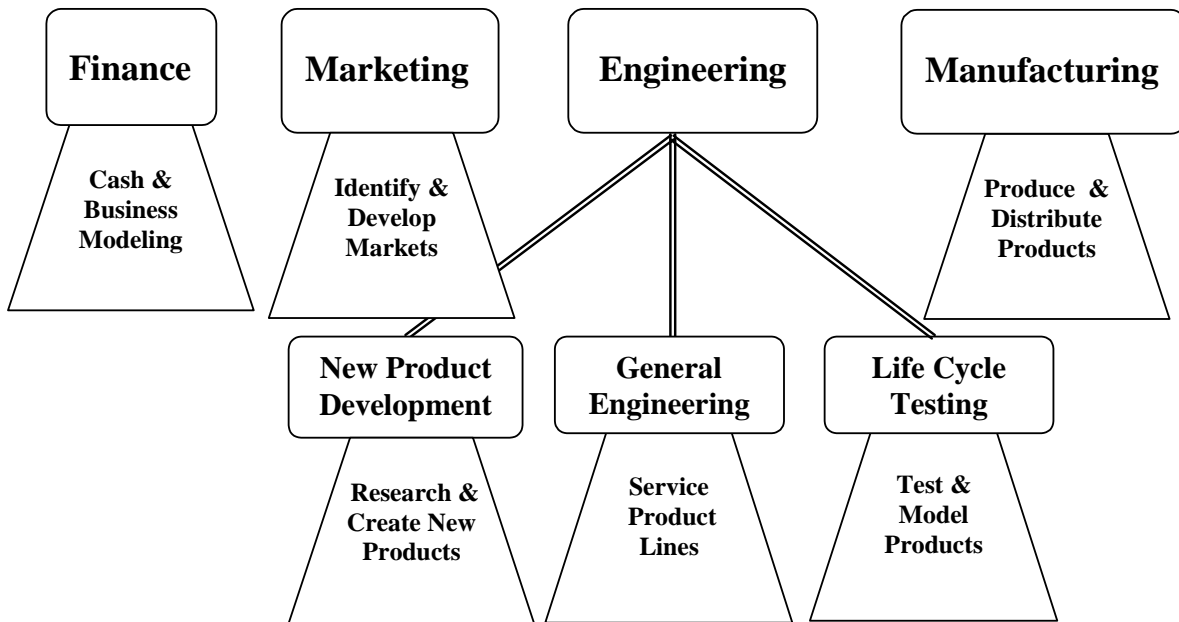 Finance
Marketing
Engineering
Manufacturing
Cash &
Business
Modeling
Identify &
Develop
Markets
Produce & 
Distribute
Products
New Product
Development
General
Engineering
Life Cycle
Testing
Research &
Create New
Products
Service
Product
Lines
Test &
Model
Products